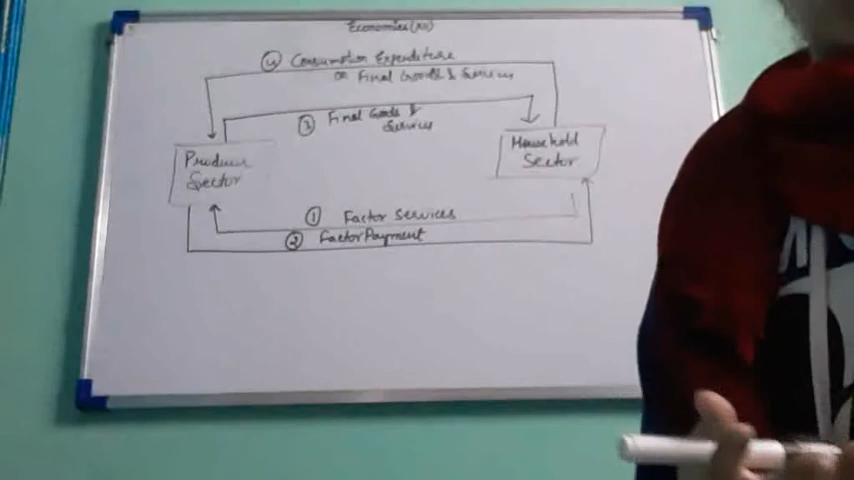 Economics (XII)
④ Consumption Expenditure
on Final Goods & Services
③ Final Goods &
Services
Producer
Sector
Household
Sector
① Factor Services
② Factor Payment